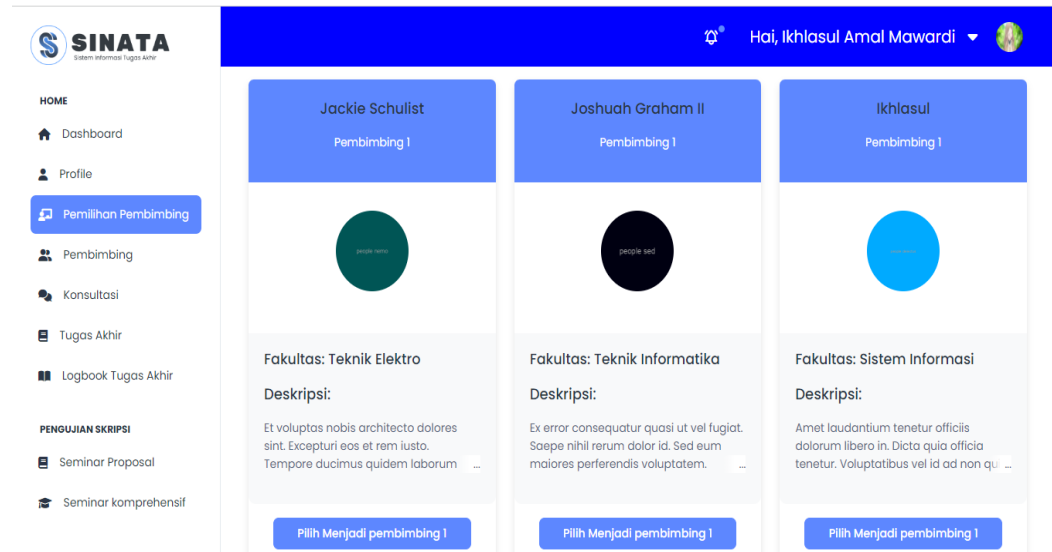 SINATA
Sistem Informasi Tugas Akhir
Hai, Ikhlasul Amal Mawardi
HOME
Dashboard
Profile
Pemilihan Pembimbing
Pembimbing
Konsultasi
Tugas Akhir
Logbook Tugas Akhir
PENGUJIAN SKRIPSI
Seminar Proposal
Seminar komprehensif
Jackie Schulist
Pembimbing 1
people nemo
Fakultas: Teknik Elektro
Deskripsi:
Et voluptas nobis architecto dolores
sint. Excepturi eos et rem iusto.
Tempore ducimus quidem laborum ...
Pilih Menjadi pembimbing 1
Joshuah Graham II
Pembimbing 1
people sed
Fakultas: Teknik Informatika
Deskripsi:
Ex error consequatur quasi ut vel fugiat.
Saepe nihil rerum dolor id. Sed eum
maiores perferendis voluptatem. ...
Pilih Menjadi pembimbing 1
Ikhlasul
Pembimbing 1
Fakultas: Sistem Informasi
Deskripsi:
Amet laudantium tenetur officiis
dolorum libero in. Dicta quia officia
tenetur. Voluptatibus vel id ad non qu ...
Pilih Menjadi pembimbing 1